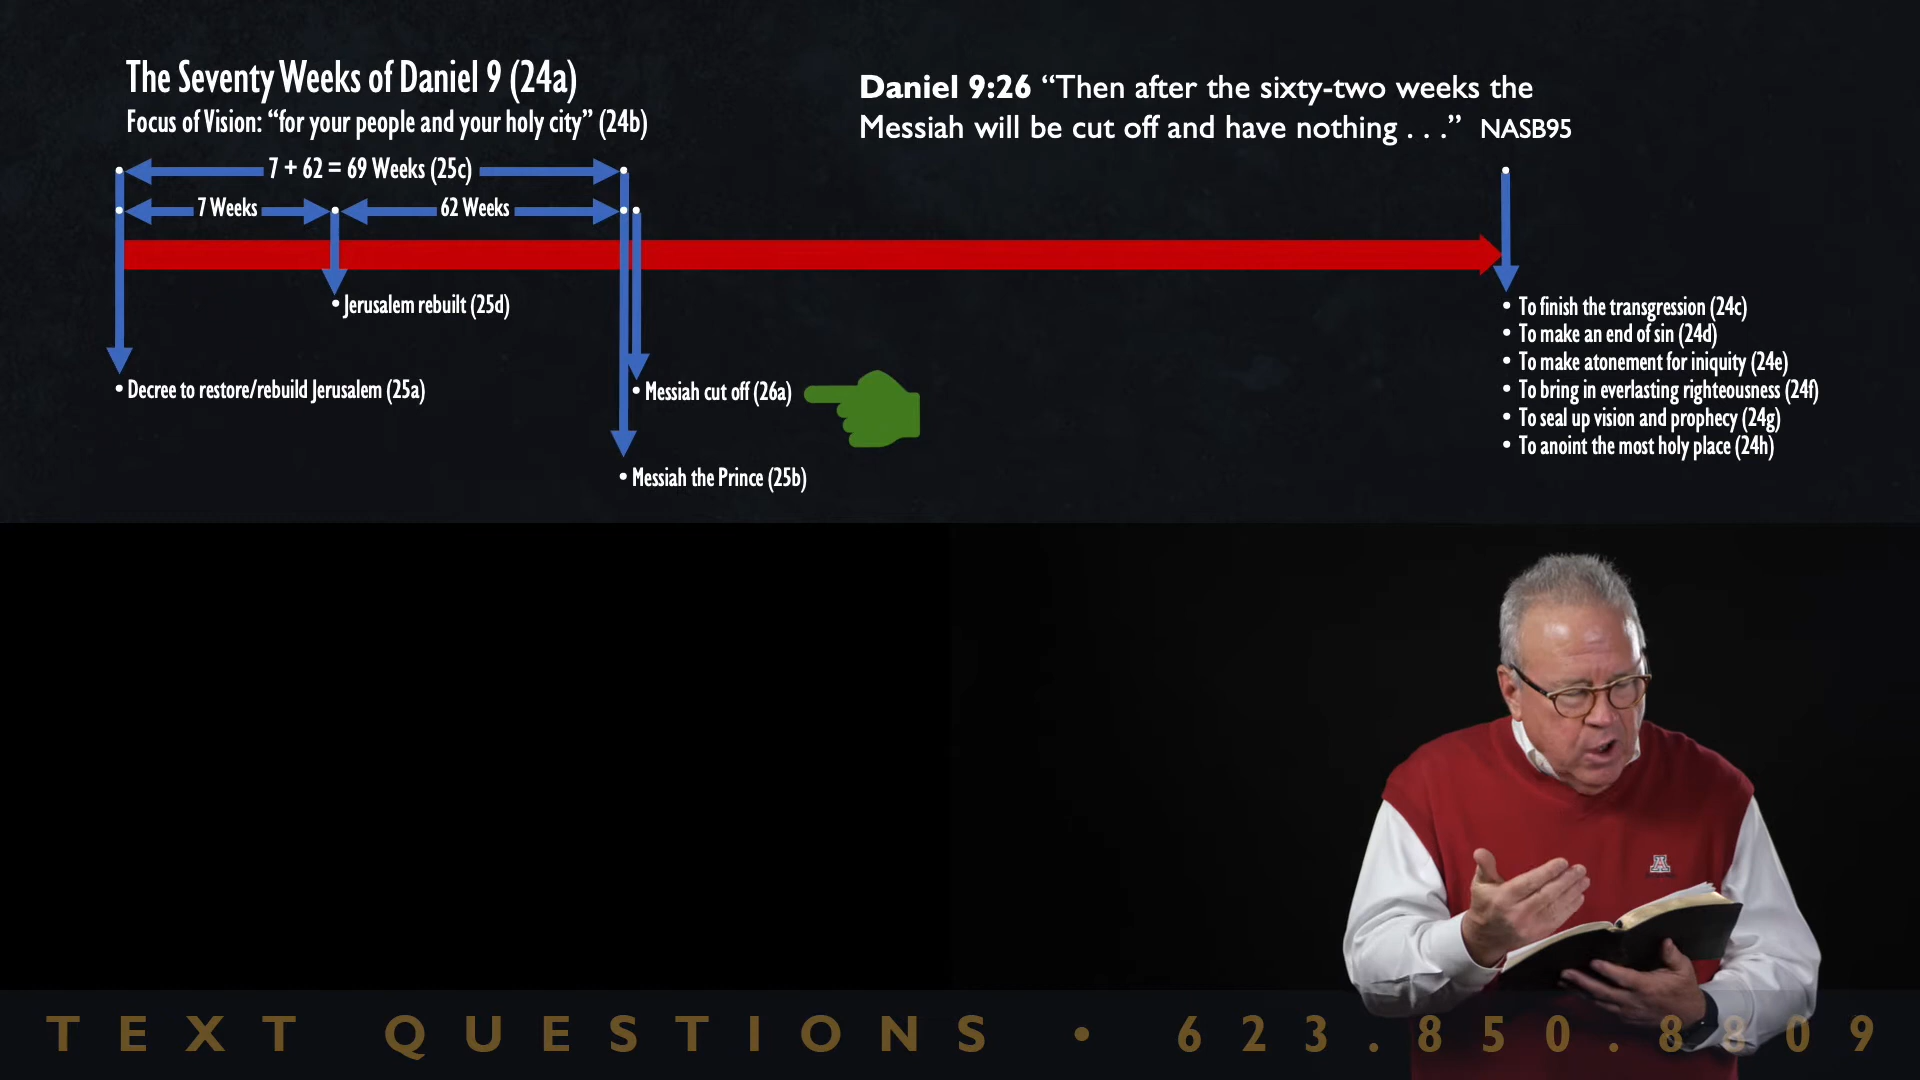 The Seventy Weeks of Daniel 9 (24a)
Focus of Vision: “for your people and your holy city” (24b)
Daniel 9:26 “Then after the sixty-two weeks the
Messiah will be cut off and have nothing . . .” NASB95
7 + 62 = 69 Weeks (25c)
7 Weeks
62 Weeks
• Jerusalem rebuilt (25d)
• Decree to restore/rebuild Jerusalem (25a)
• Messiah cut off (26a)
• Messiah the Prince (25b)
• To finish the transgression (24c)
• To make an end of sin (24d)
• To make atonement for iniquity (24e)
• To bring in everlasting righteousness (24f)
• To seal up vision and prophecy (24g)
• To anoint the most holy place (24h)
A
TEXT QUESTIONS • 623.850.8809